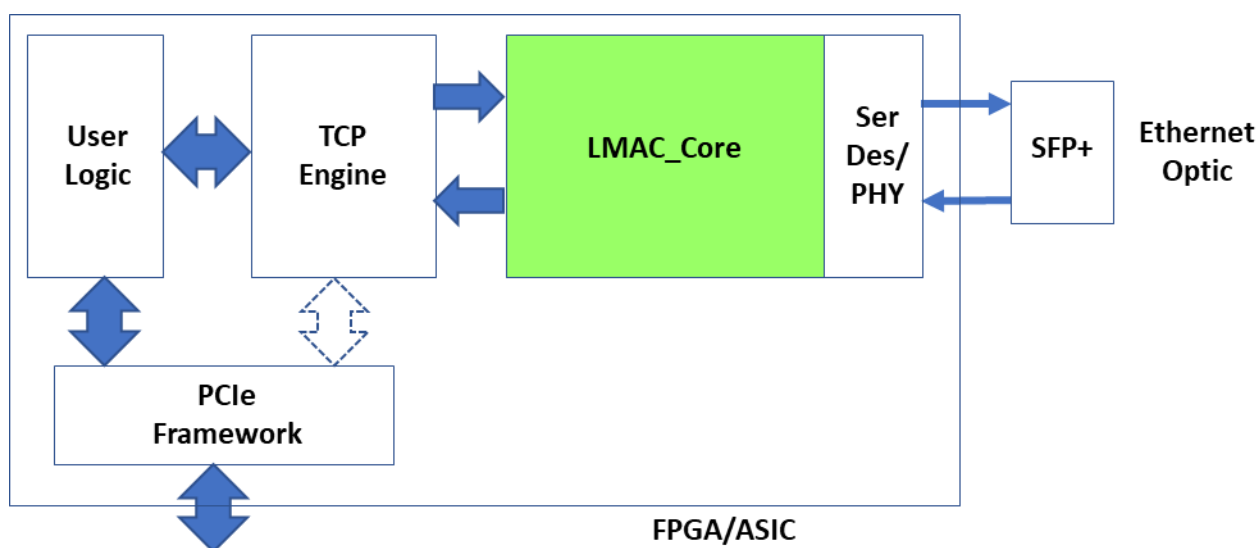 User
Logic
TCP
Engine
LMAC_Core
Ser
Des/
PHY
SFP+
Ethernet
Optic
PCIe
Framework
FPGA/ASIC